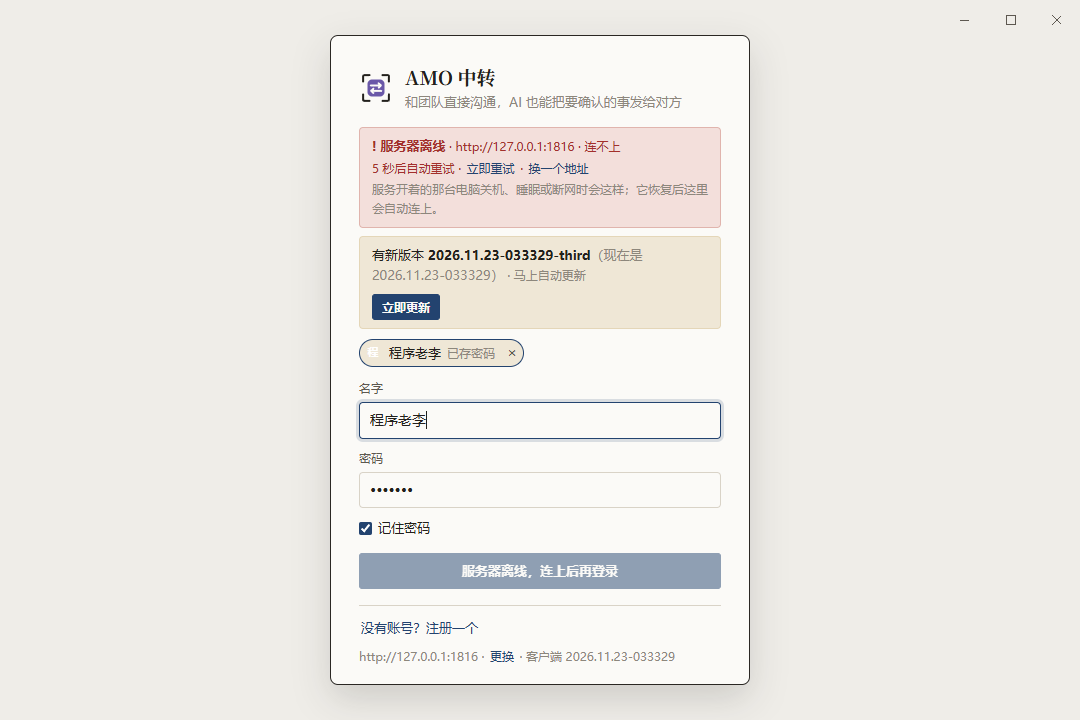 AMO 中转
和团队直接沟通，AI 也能把要确认的事发给对方
! 服务器离线 · http://127.0.0.1:1816 · 连不上
5 秒后自动重试 · 立即重试 · 换一个地址
服务开着的那台电脑关机、睡眠或断网时会这样；它恢复后这里
会自动连上。
有新版本 2026.11.23-033329-third（现在是
2026.11.23-033329） · 马上自动更新
立即更新
程 程序老李 已存密码 ×
名字
程序老李
密码
•••••••
记住密码
服务器离线，连上后再登录
没有账号？注册一个
http://127.0.0.1:1816 · 更换 · 客户端 2026.11.23-033329